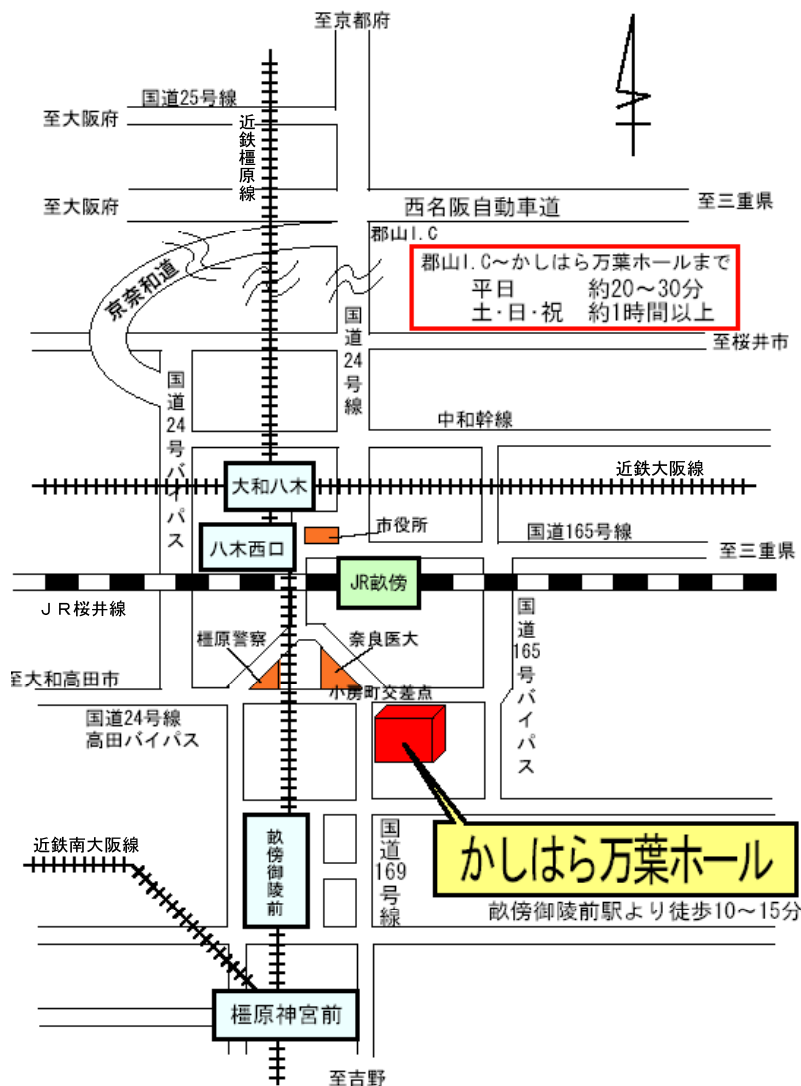 至京都府
国道25号線
至大阪府
近鉄橿原線
至大阪府
西名阪自動車道
至三重県
郡山I.C
郡山I.C～かしはら万葉ホールまで
平日 約20～30分
土・日・祝 約1時間以上
京奈和道
国道24号線
至桜井市
国道24号バイパス
中和幹線
近鉄大阪線
大和八木
市役所
国道165号線
八木西口
至三重県
JR畝傍
JR桜井線
国道165号バイパス
橿原警察
奈良医大
至大和高田市
小房町交差点
国道24号線
高田バイパス
近鉄南大阪線
畝傍御陵前
国道169号線
かしはら万葉ホール
畝傍御陵前駅より徒歩10～15分
橿原神宮前
至吉野